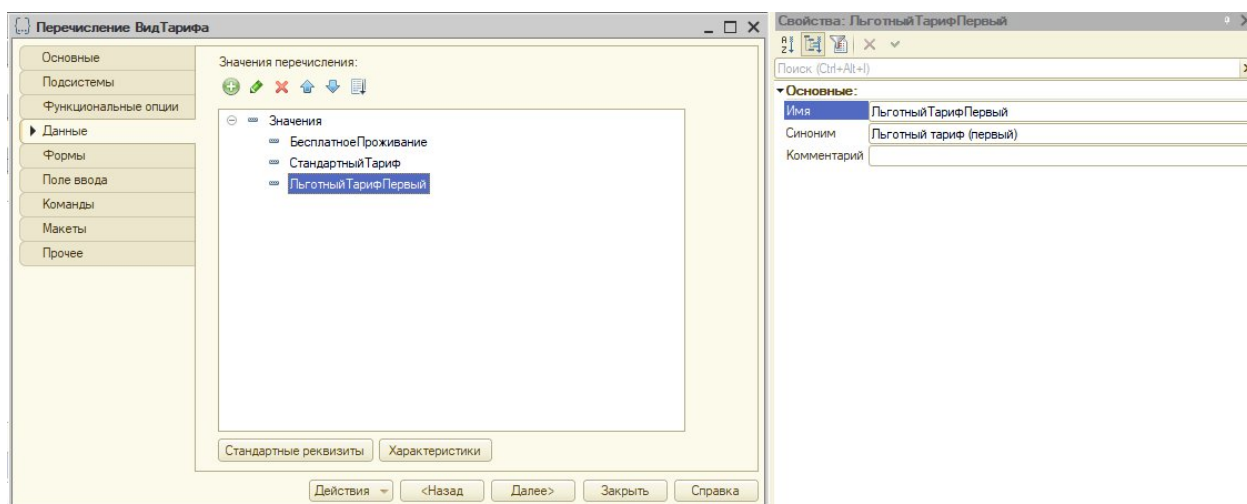 Перечисление ВидТарифа
Основные
Подсистемы
Функциональные опции
Данные
Формы
Поле ввода
Команды
Макеты
Прочее
Значения перечисления:
Значения
БесплатноеПроживание
СтандартныйТариф
ЛьготныйТарифПервый
Стандартные реквизиты
Характеристики
Действия
<Назад
Далее>
Закрыть
Справка
Свойства: ЛьготныйТарифПервый
Поиск (Ctrl+Alt+I)
Основные:
Имя ЛьготныйТарифПервый
Синоним Льготный тариф (первый)
Комментарий